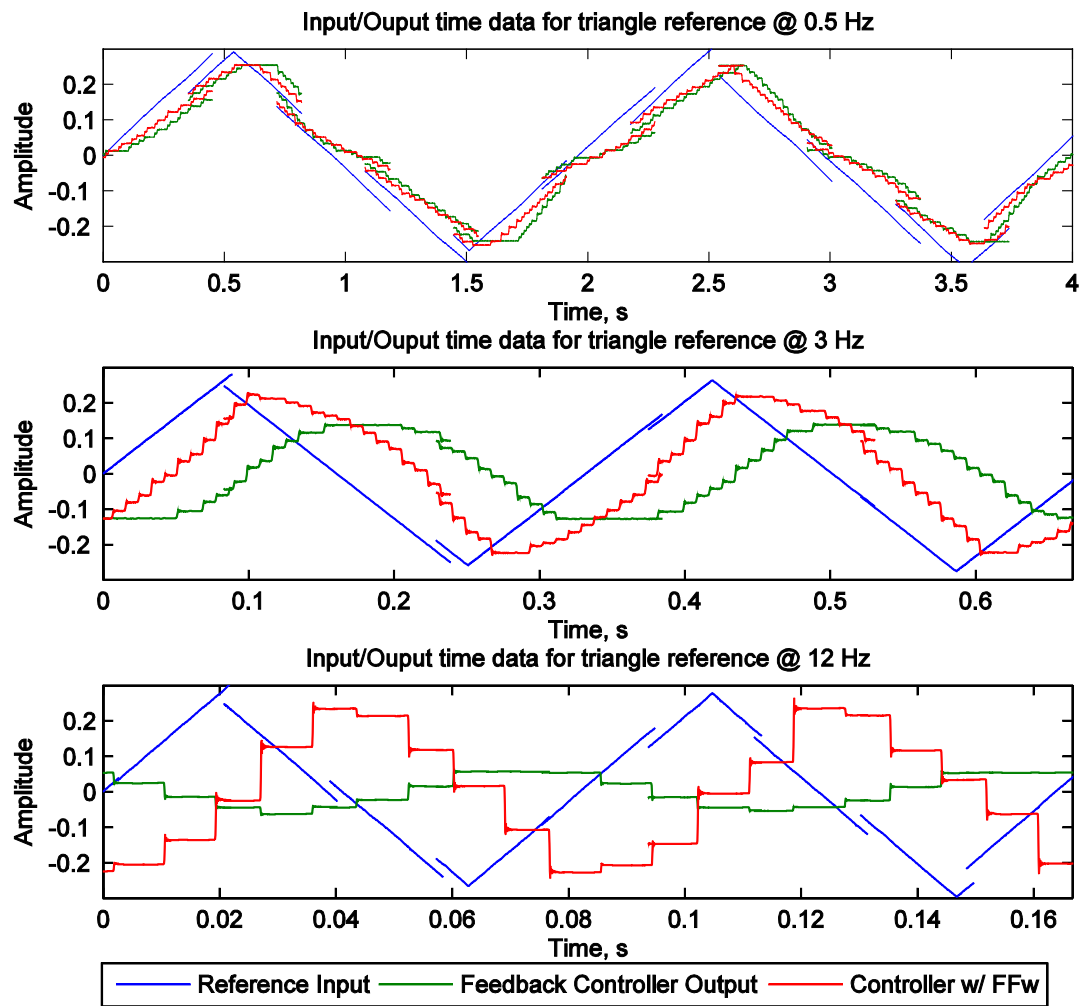 Input/Ouput time data for triangle reference @ 0.5 Hz
Amplitude
0.2
0.1
0
-0.1
-0.2
0 0.5 1 1.5 2 2.5 3 3.5 4
Time, s
Input/Ouput time data for triangle reference @ 3 Hz
Amplitude
0.2
0.1
0
-0.1
-0.2
0 0.1 0.2 0.3 0.4 0.5 0.6
Time, s
Input/Ouput time data for triangle reference @ 12 Hz
Amplitude
0.2
0.1
0
-0.1
-0.2
0 0.02 0.04 0.06 0.08 0.1 0.12 0.14 0.16
Time, s
Reference Input Feedback Controller Output Controller w/ FFw